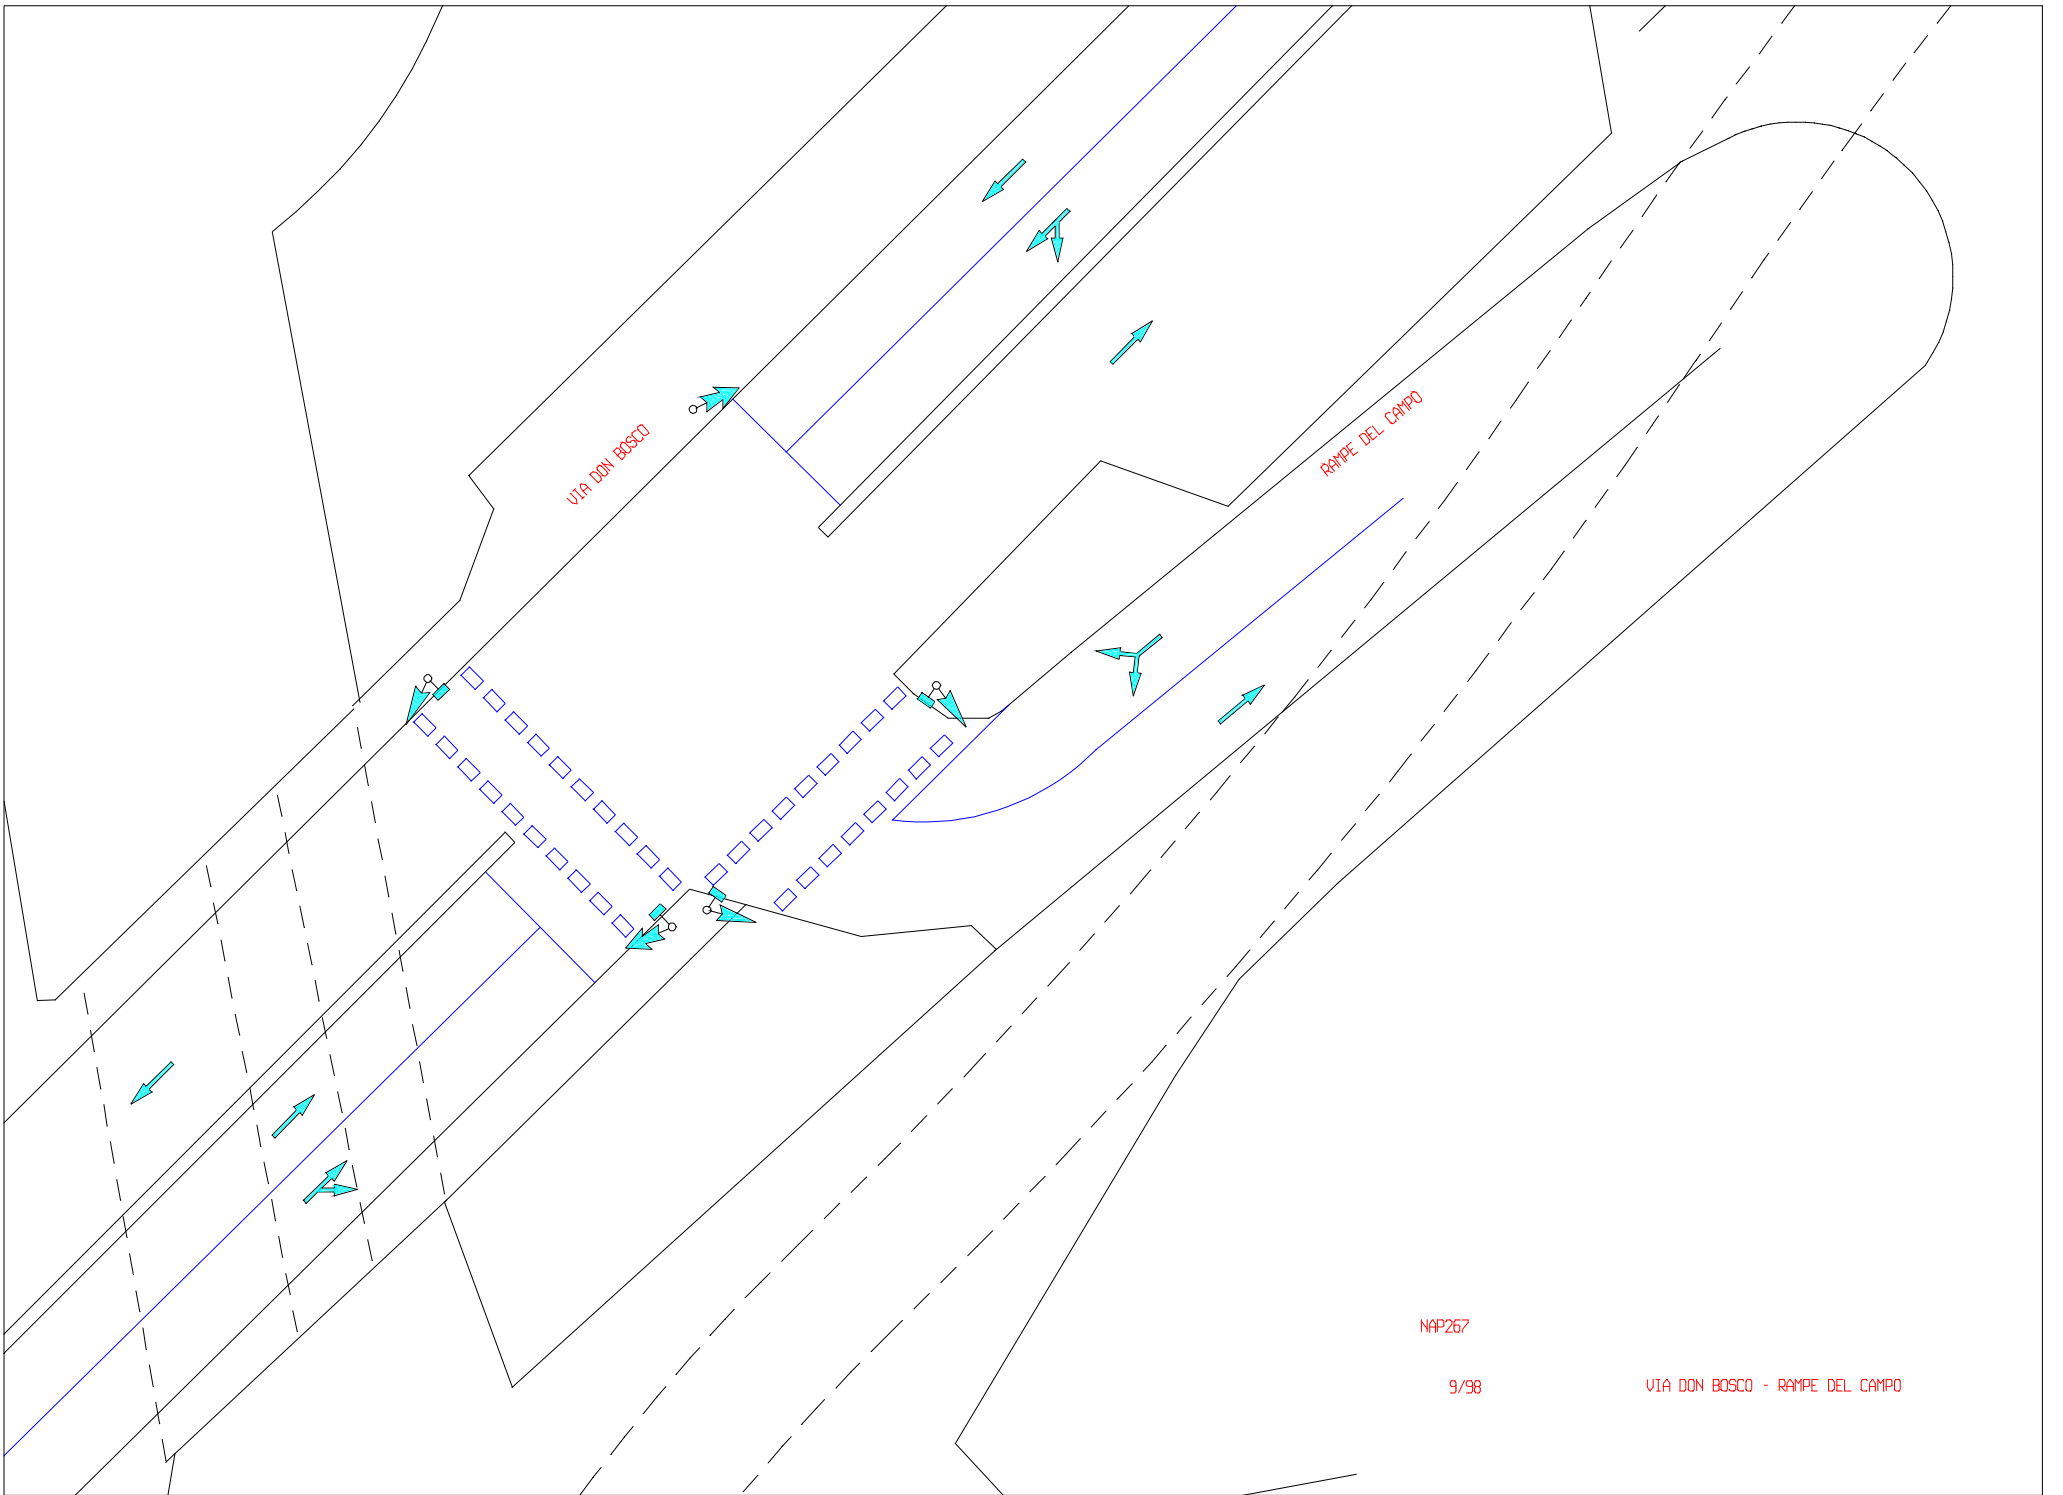 RAMPE DEL CAMPO
VIA DON BOSCO
NAP267
9/98
VIA DON BOSCO - RAMPE DEL CAMPO